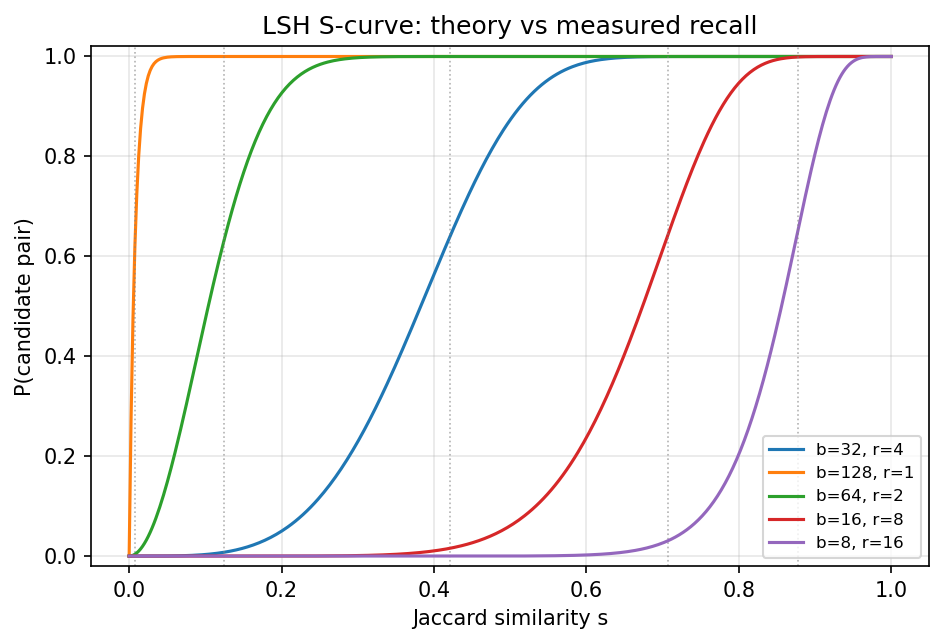 LSH S-curve: theory vs measured recall
1.0
0.8
0.6
0.4
0.2
0.0
P(candidate pair)
b=32, r=4
b=128, r=1
b=64, r=2
b=16, r=8
b=8, r=16
0.0 0.2 0.4 0.6 0.8 1.0
Jaccard similarity s